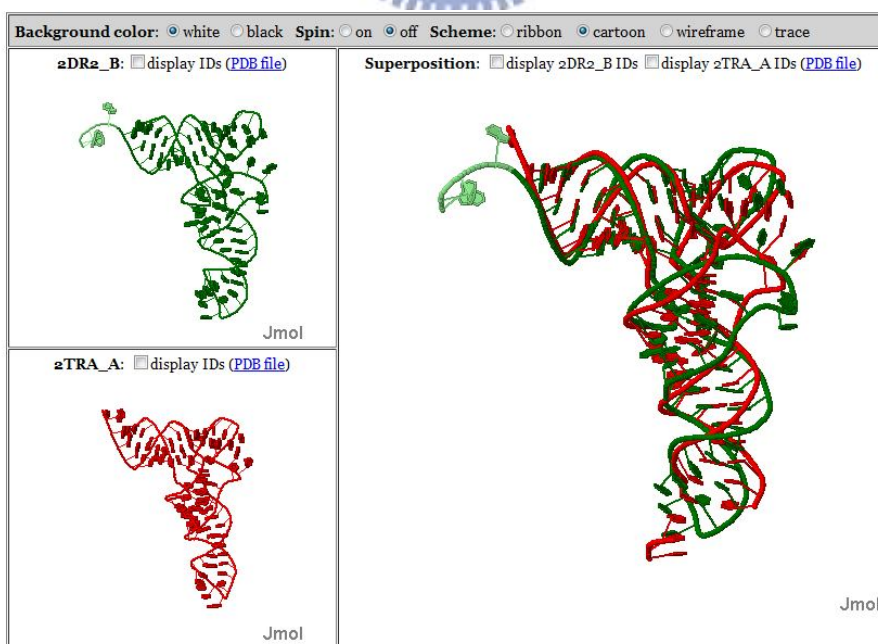 Background color: white black Spin: on off Scheme: ribbon cartoon wireframe trace
2DR2_B: display IDs (PDB file)
Jmol
2TRA_A: display IDs (PDB file)
Jmol
Superposition: display 2DR2_B IDs display 2TRA_A IDs (PDB file)
Jmol